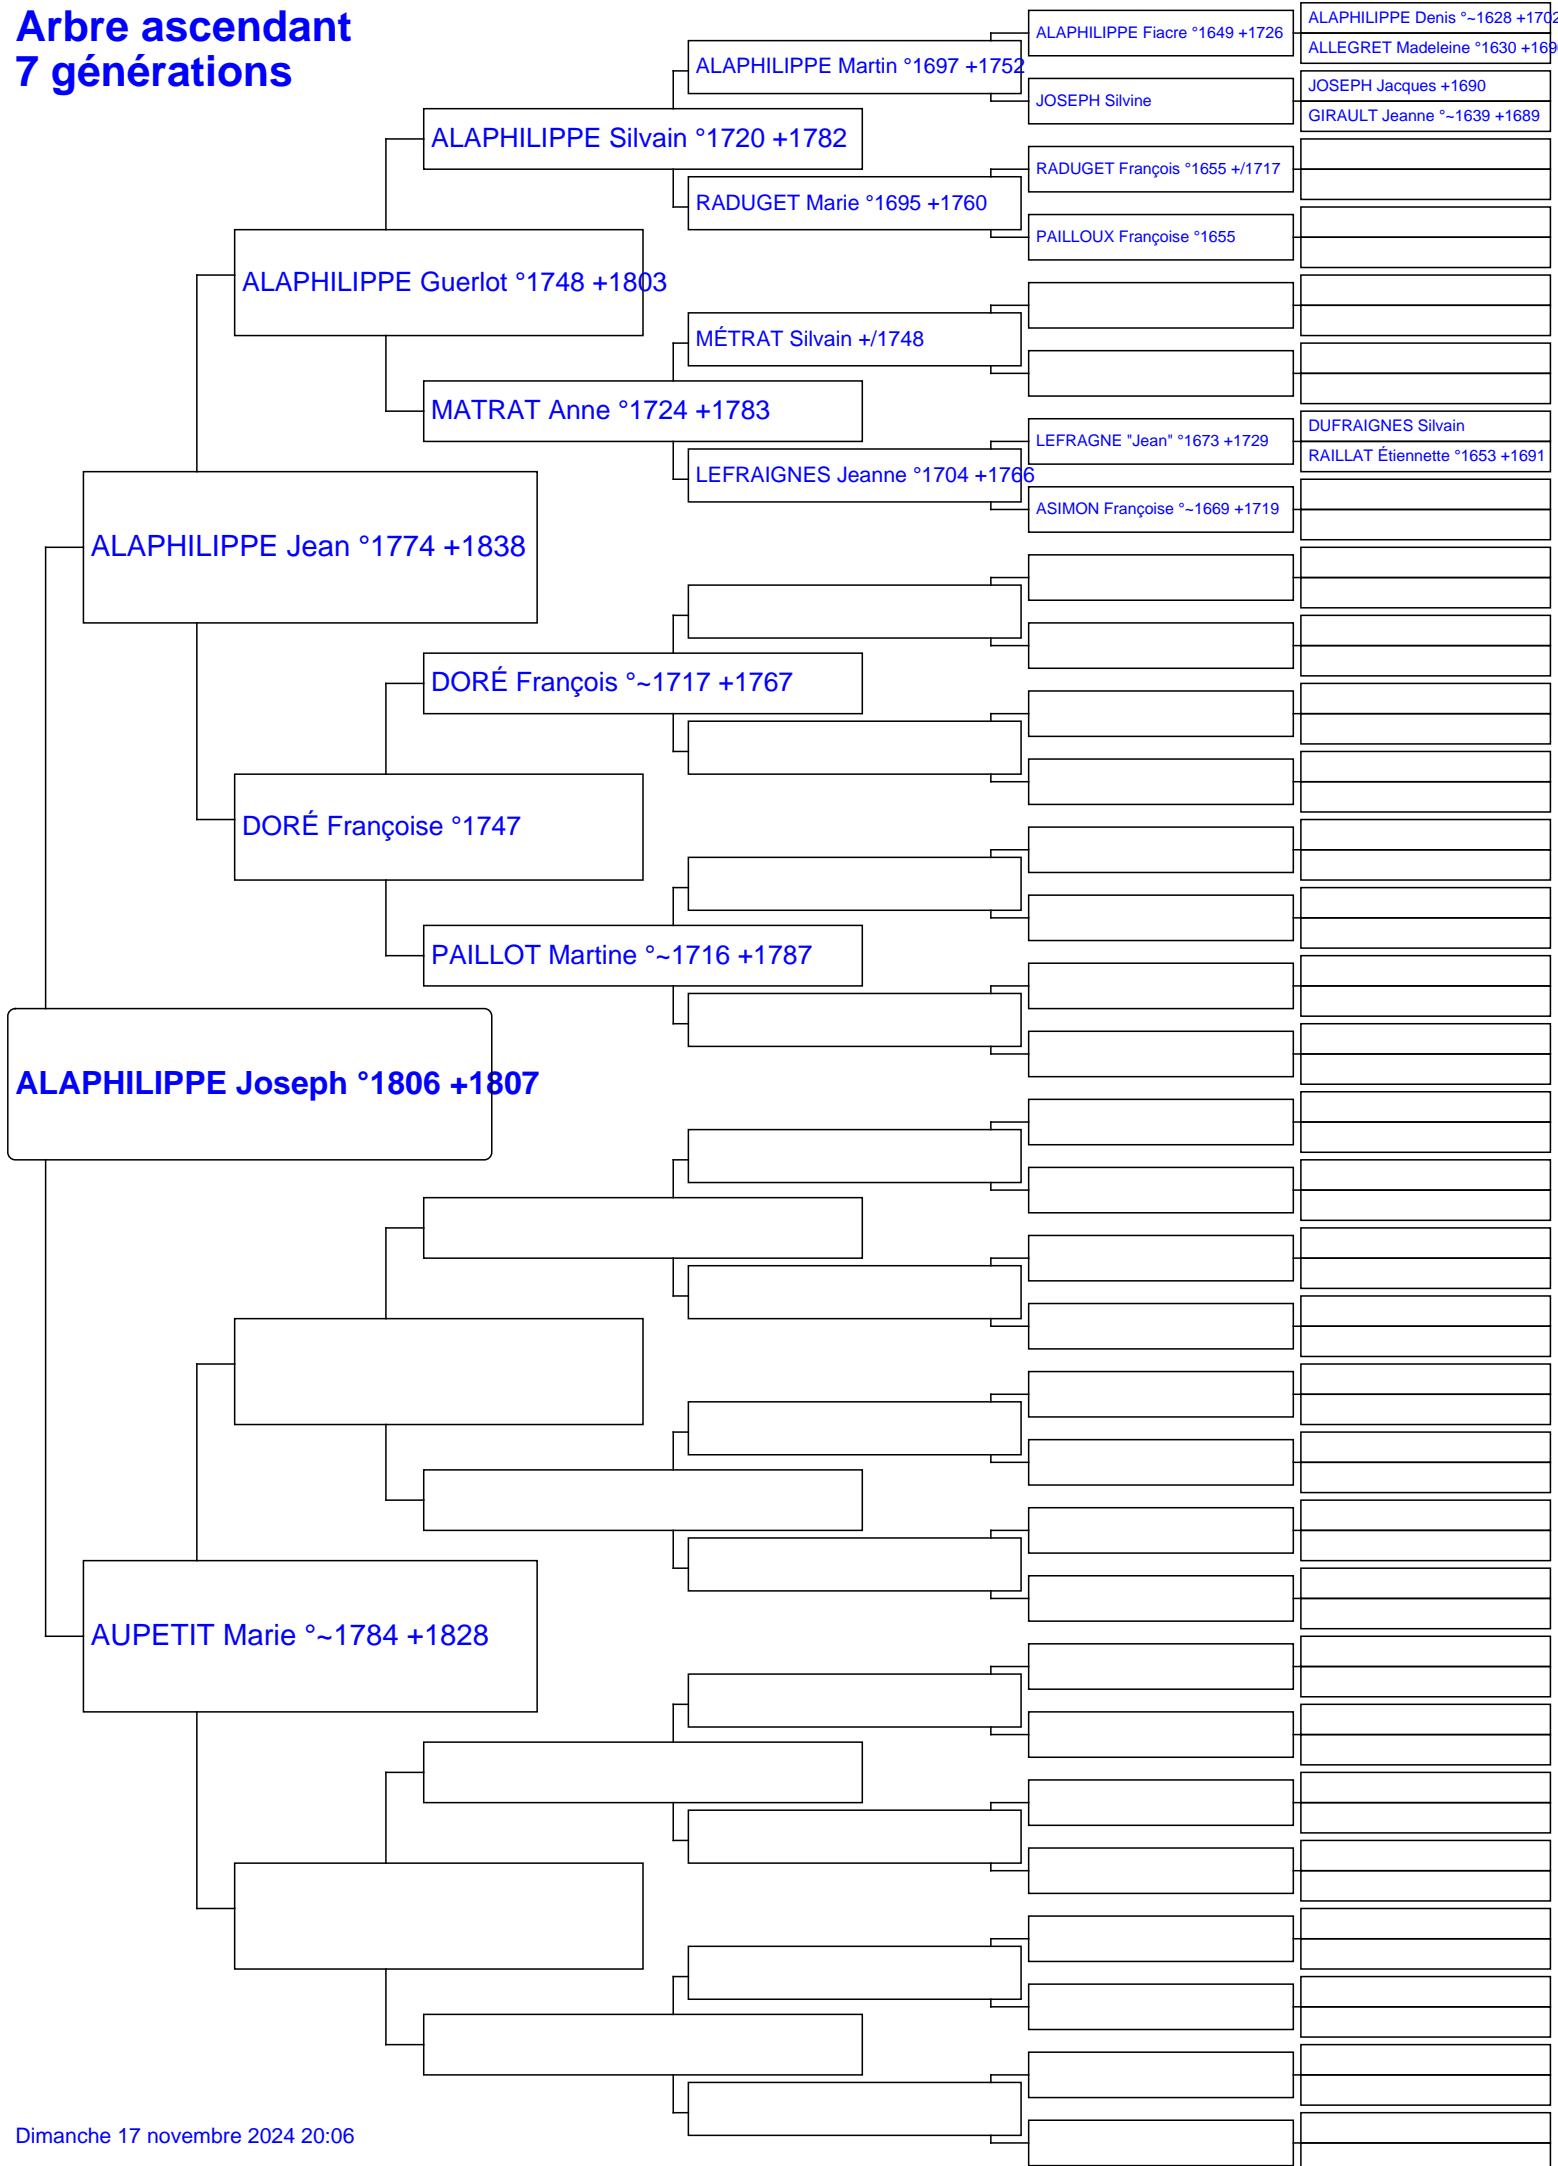 Arbre ascendant
7 générations
ALAPHILIPPE Denis °~1628 +1702
ALAPHILIPPE Fiacre °1649 +1726
ALLEGRET Madeleine °1630 +169
ALAPHILIPPE Martin °1697 +1752
JOSEPH Jacques +1690
JOSEPH Silvine
GIRAULT Jeanne °~1639 +1689
ALAPHILIPPE Silvain °1720 +1782
RADUGET François °1655 +/1717
RADUGET Marie °1695 +1760
PAILLOUX Françoise °1655
ALAPHILIPPE Guerlot °1748 +1803
MÉTRAT Silvain +/1748
MATRAT Anne °1724 +1783
DUFRAIGNES Silvain
LEFRAGNE "Jean" °1673 +1729
RAILLAT Étiennette °1653 +1691
LEFRAIGNES Jeanne °1704 +1766
ASIMON Françoise °~1669 +1719
ALAPHILIPPE Jean °1774 +1838
DORÉ François °~1717 +1767
DORÉ Françoise °1747
PAILLOT Martine °~1716 +1787
ALAPHILIPPE Joseph °1806 +1807
AUPETIT Marie °~1784 +1828
Dimanche 17 novembre 2024 20:06